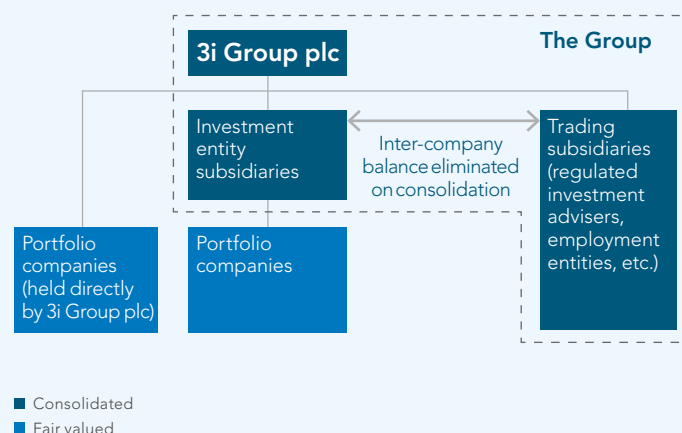 The Group
3i Group plc
Investment
entity
subsidiaries
Inter-company
balance eliminated
on consolidation
Trading
subsidiaries
(regulated
investment
advisers,
employment
entities, etc.)
Portfolio
companies
(held directly
by 3i Group plc)
Portfolio
companies
Consolidated
Fair valued